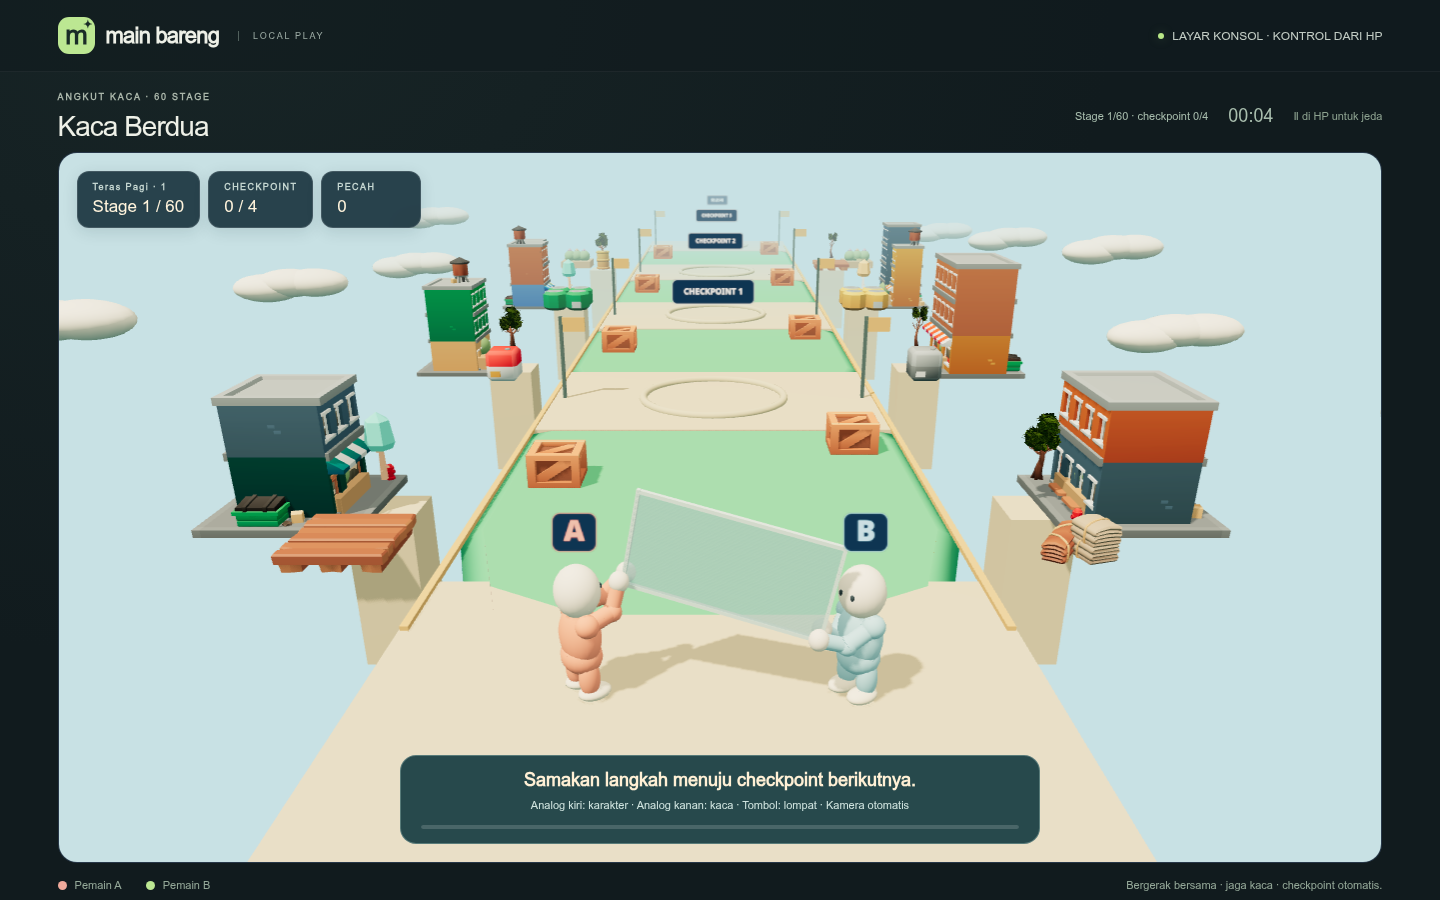 m
main bareng
LOCAL PLAY
LAYAR KONSOL · KONTROL DARI HP
ANGKUT KACA · 60 STAGE
Kaca Berdua
Stage 1/60 · checkpoint 0/4
00:04
II di HP untuk jeda
Teras Pagi · 1
Stage 1 / 60
CHECKPOINT
0 / 4
PECAH
0
CHECKPOINT 3
CHECKPOINT 2
CHECKPOINT 1
A
B
Samakan langkah menuju checkpoint berikutnya.
Analog kiri: karakter · Analog kanan: kaca · Tombol: lompat · Kamera otomatis
Pemain A
Pemain B
Bergerak bersama · jaga kaca · checkpoint otomatis.